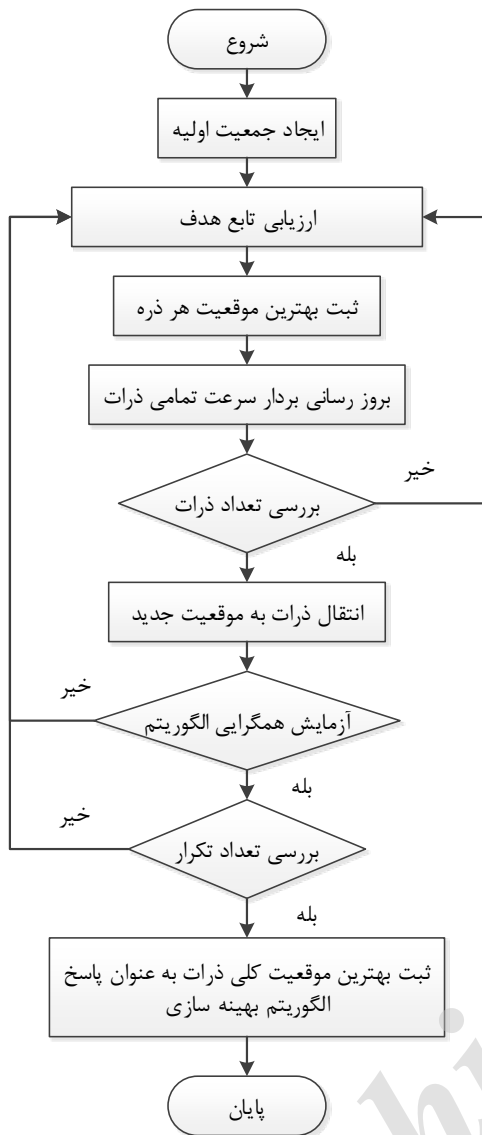 شروع
ایجاد جمعیت اولیه
ارزیابی تابع هدف
ثبت بهترین موقعیت هر ذره
بروز رسانی بردار سرعت تمامی ذرات
بررسی تعداد ذرات
خیر
بله
انتقال ذرات به موقعیت جدید
آزمایش همگرایی الگوریتم
خیر
بله
بررسی تعداد تکرار
خیر
بله
ثبت بهترین موقعیت کلی ذرات به عنوان پاسخ
الگوریتم بهینه سازی
پایان